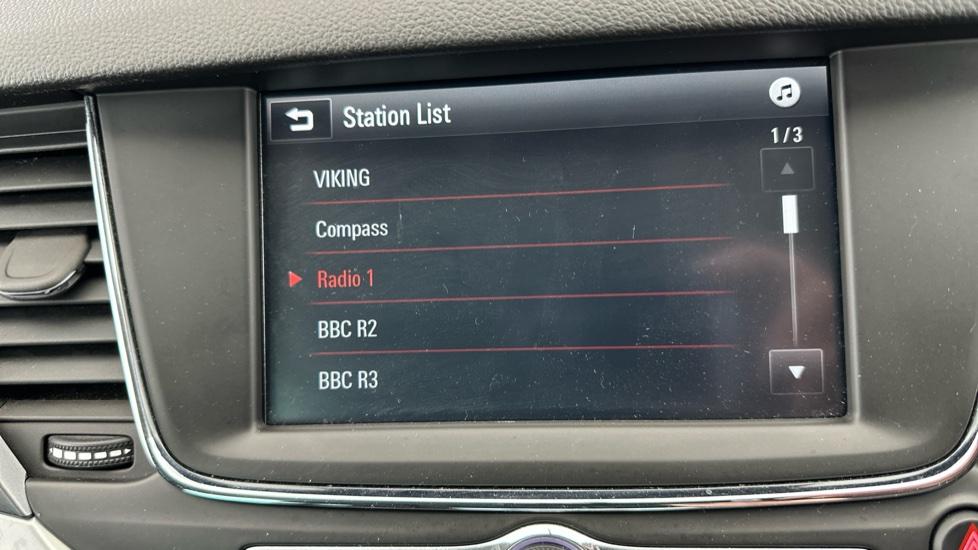 Station List
1/3
VIKING
Compass
Radio 1
BBC R2
BBC R3